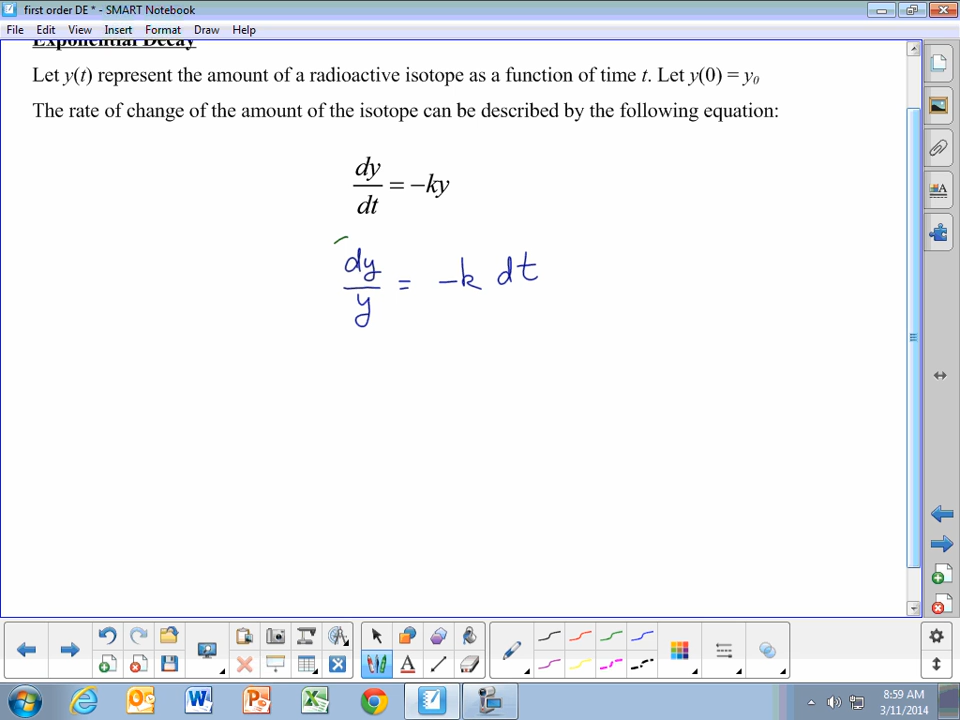 first order DE * - SMART Notebook
File Edit View Insert Format Draw Help
Exponential Decay
Let y(t) represent the amount of a radioactive isotope as a function of time t. Let y(0) = y₀
The rate of change of the amount of the isotope can be described by the following equation:
dy/dt = −ky
dy/y = -k dt
8:59 AM
3/11/2014